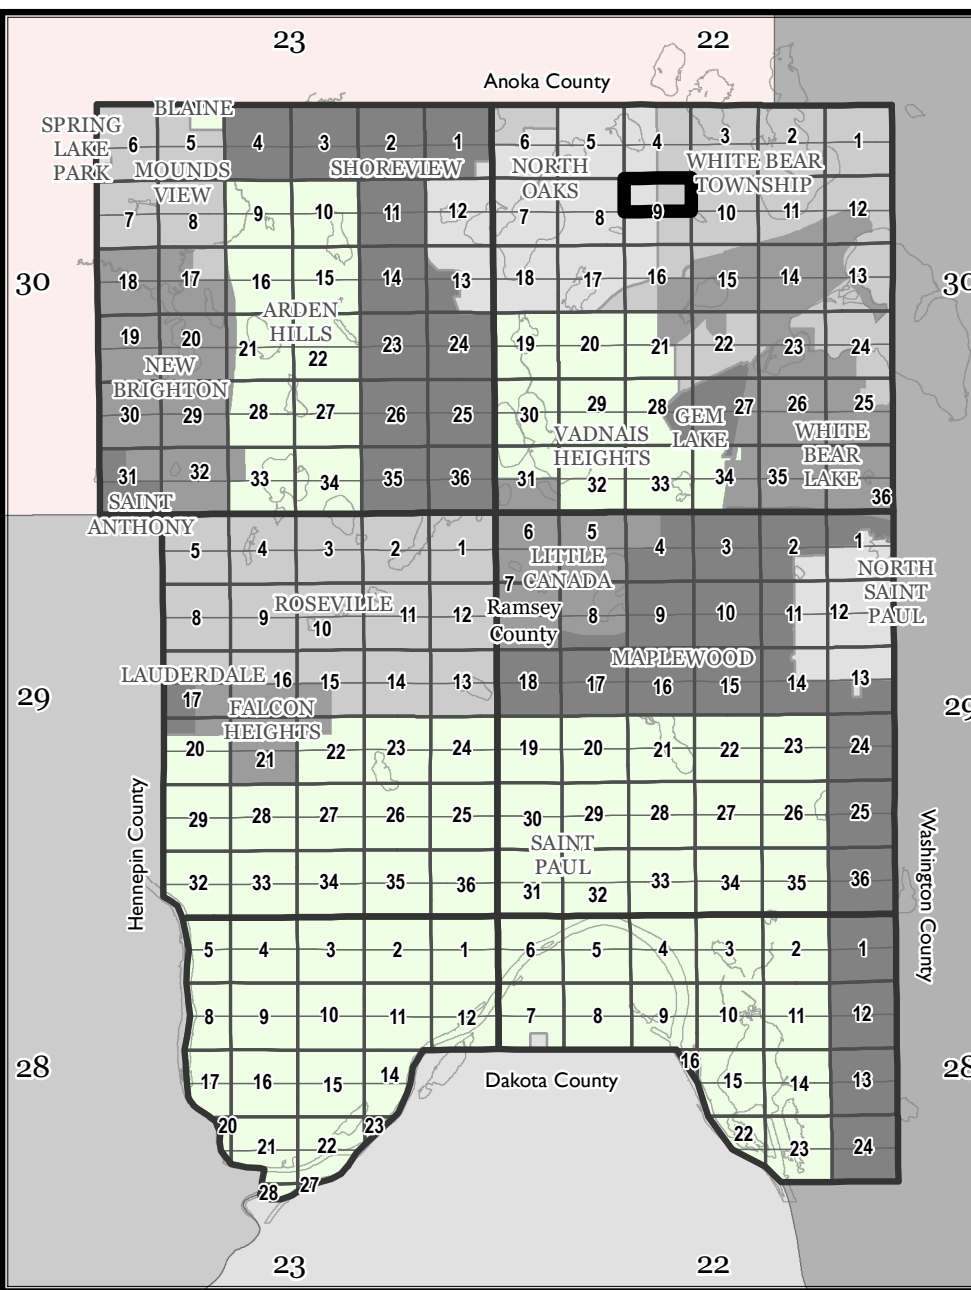 23 22
Anoka County
BLAINE
SPRING
LAKE
PARK
6 5 4 3 2 1 6 5 4 3 2 1
MOUNDS
VIEW
SHOREVIEW
NORTH
OAKS
WHITE BEAR
TOWNSHIP
7 8 9 10 11 12 7 8 9 10 11 12
30 18 17 16 15 14 13 18 17 16 15 14 13 30
ARDEN
HILLS
19 20 21 22 23 24 19 20 21 22 23 24
NEW
BRIGHTON
30 29 28 27 26 25 30 29 28 27 26 25
GEM
LAKE
VADNAIS
HEIGHTS
WHITE
BEAR
LAKE
31 32 33 34 35 36 31 32 33 34 35 36
SAINT
ANTHONY
5 4 3 2 1 6 5 4 3 2 1
LITTLE
CANADA
NORTH
SAINT
PAUL
8 9 10 11 12 7 8 9 10 11 12
ROSEVILLE
Ramsey
County
MAPLEWOOD
LAUDERDALE
29 17 16 15 14 13 18 17 16 15 14 13 29
FALCON
HEIGHTS
20 21 22 23 24 19 20 21 22 23 24
29 28 27 26 25 30 29 28 27 26 25
SAINT
PAUL
32 33 34 35 36 31 32 33 34 35 36
Hennepin County
Washington County
5 4 3 2 1 6 5 4 3 2 1
8 9 10 11 12 7 8 9 10 11 12
28 17 16 15 14 16 15 14 13 28
Dakota County
20 21 22 23 22 23 24
28 27
23 22